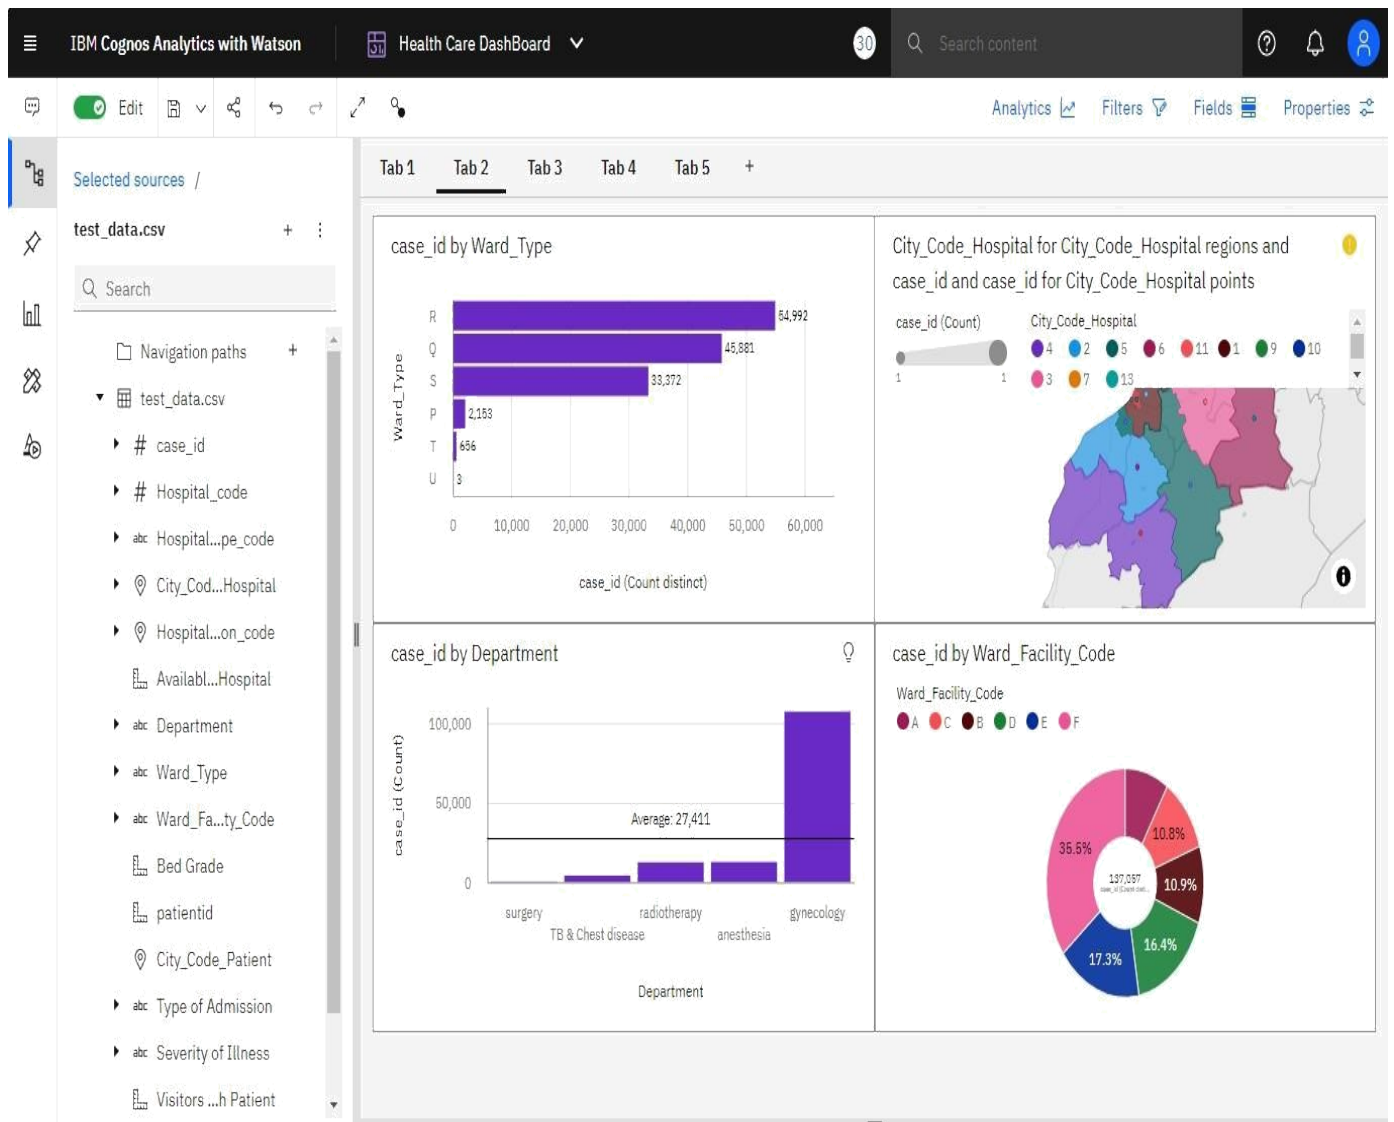 IBM Cognos Analytics with Watson
Health Care DashBoard
30
Search content
Edit
Analytics
Filters
Fields
Properties
Selected sources /
test_data.csv
Search
Navigation paths
test_data.csv
# case_id
# Hospital_code
abc Hospital...pe_code
City_Cod...Hospital
Hospital...on_code
Availabl...Hospital
abc Department
abc Ward_Type
abc Ward_Fa...ty_Code
Bed Grade
patientid
City_Code_Patient
abc Type of Admission
abc Severity of Illness
Visitors ...h Patient
Tab 1 Tab 2 Tab 3 Tab 4 Tab 5 +
case_id by Ward_Type
Ward_Type
R 54,992
Q 45,881
S 33,372
P 2,153
T 656
U 3
0 10,000 20,000 30,000 40,000 50,000 60,000
case_id (Count distinct)
City_Code_Hospital for City_Code_Hospital regions and
case_id and case_id for City_Code_Hospital points
case_id (Count)
1 1
City_Code_Hospital
4 2 5 6 11 1 9 10
3 7 13
case_id by Department
case_id (Count)
100,000
50,000
0
Average: 27,411
surgery radiotherapy gynecology
TB & Chest disease anesthesia
Department
case_id by Ward_Facility_Code
Ward_Facility_Code
A C B D E F
10.8%
35.5%
137,057
10.9%
16.4%
17.3%